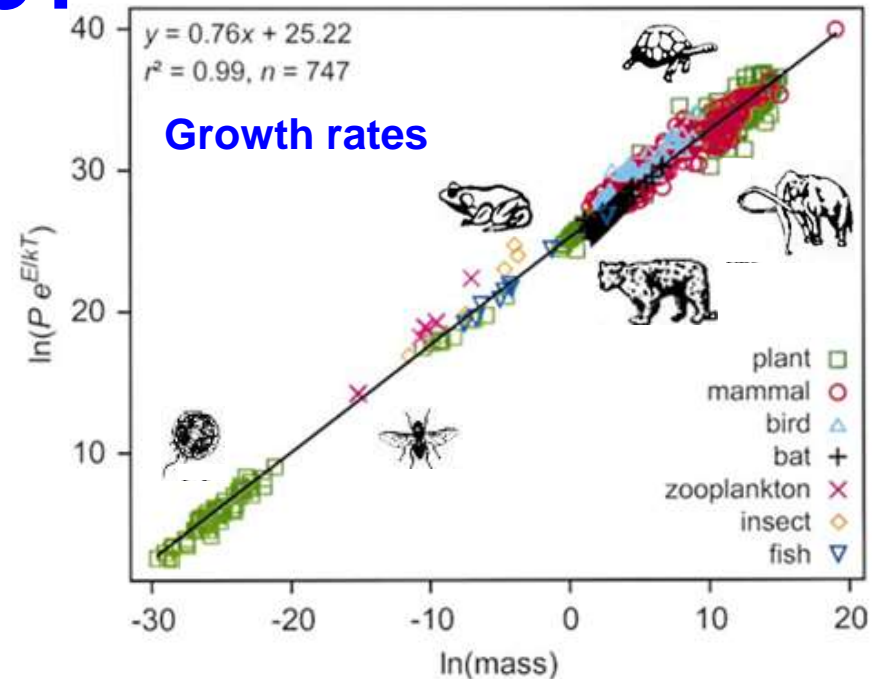 y = 0.76x + 25.22
r² = 0.99, n = 747
Growth rates
ln(P e^{E/kT})
40
30
20
10
plant
mammal
bird
bat
zooplankton
insect
fish
-30 -20 -10 0 10 20
ln(mass)